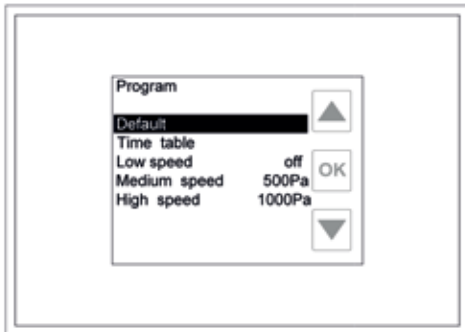 Program
Default
Time table
Low speed off
Medium speed 500Pa
High speed 1000Pa
OK